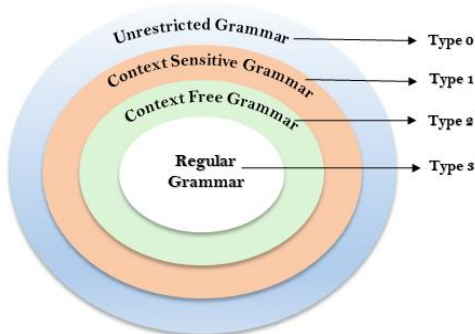 Unrestricted Grammar
Type 0
Context Sensitive Grammar
Type 1
Context Free Grammar
Type 2
Regular
Grammar
Type 3